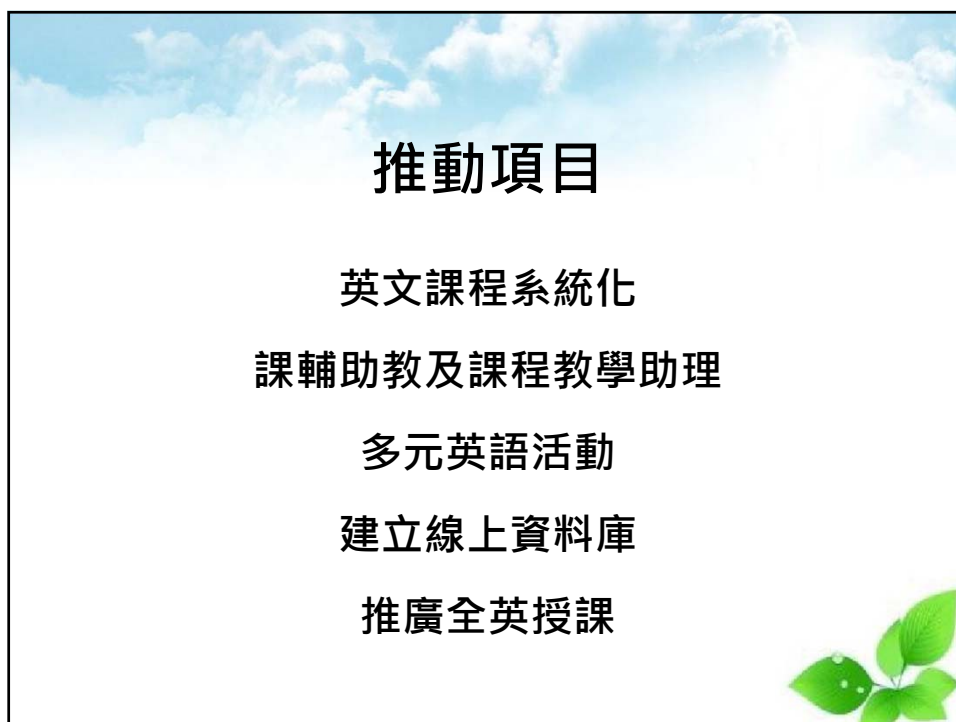 推動項目
英文課程系統化
課輔助教及課程教學助理
多元英語活動
建立線上資料庫
推廣全英授課